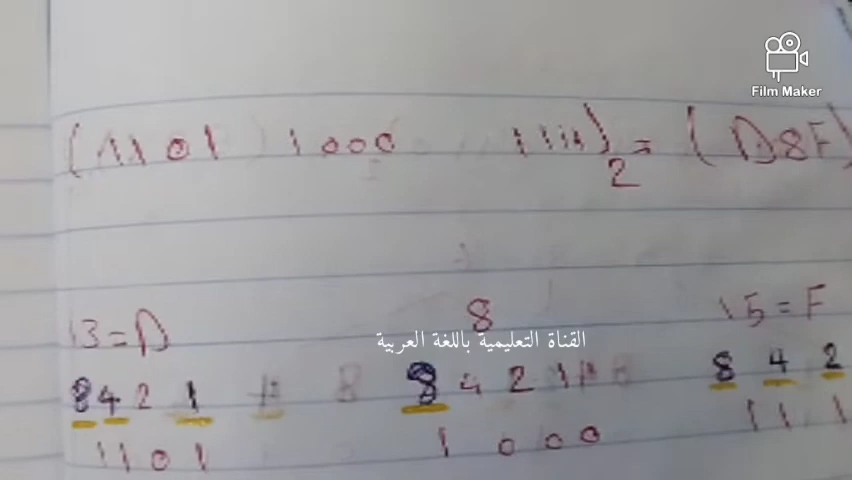 Film Maker
(1101 1000 1111)2 = (D8F)
13=D 8 15=F
القناة التعليمية باللغة العربية
8 4 2 1 8 4 2 1 8 4 2
1101 1000 111